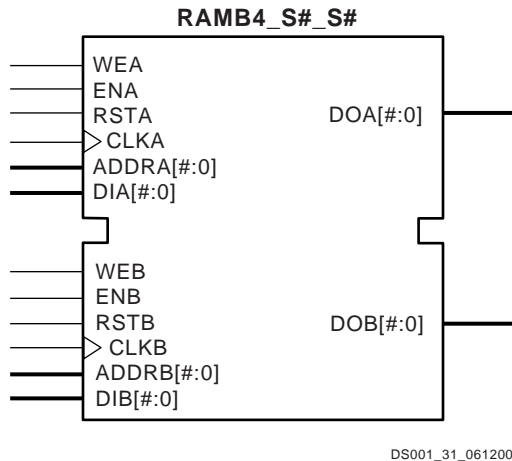 RAMB4_S#_S#
WEA
ENA
RSTA
CLKA
ADDRA[#:0]
DIA[#:0]
DOA[#:0]
WEB
ENB
RSTB
CLKB
ADDRB[#:0]
DIB[#:0]
DOB[#:0]
DS001_31_061200